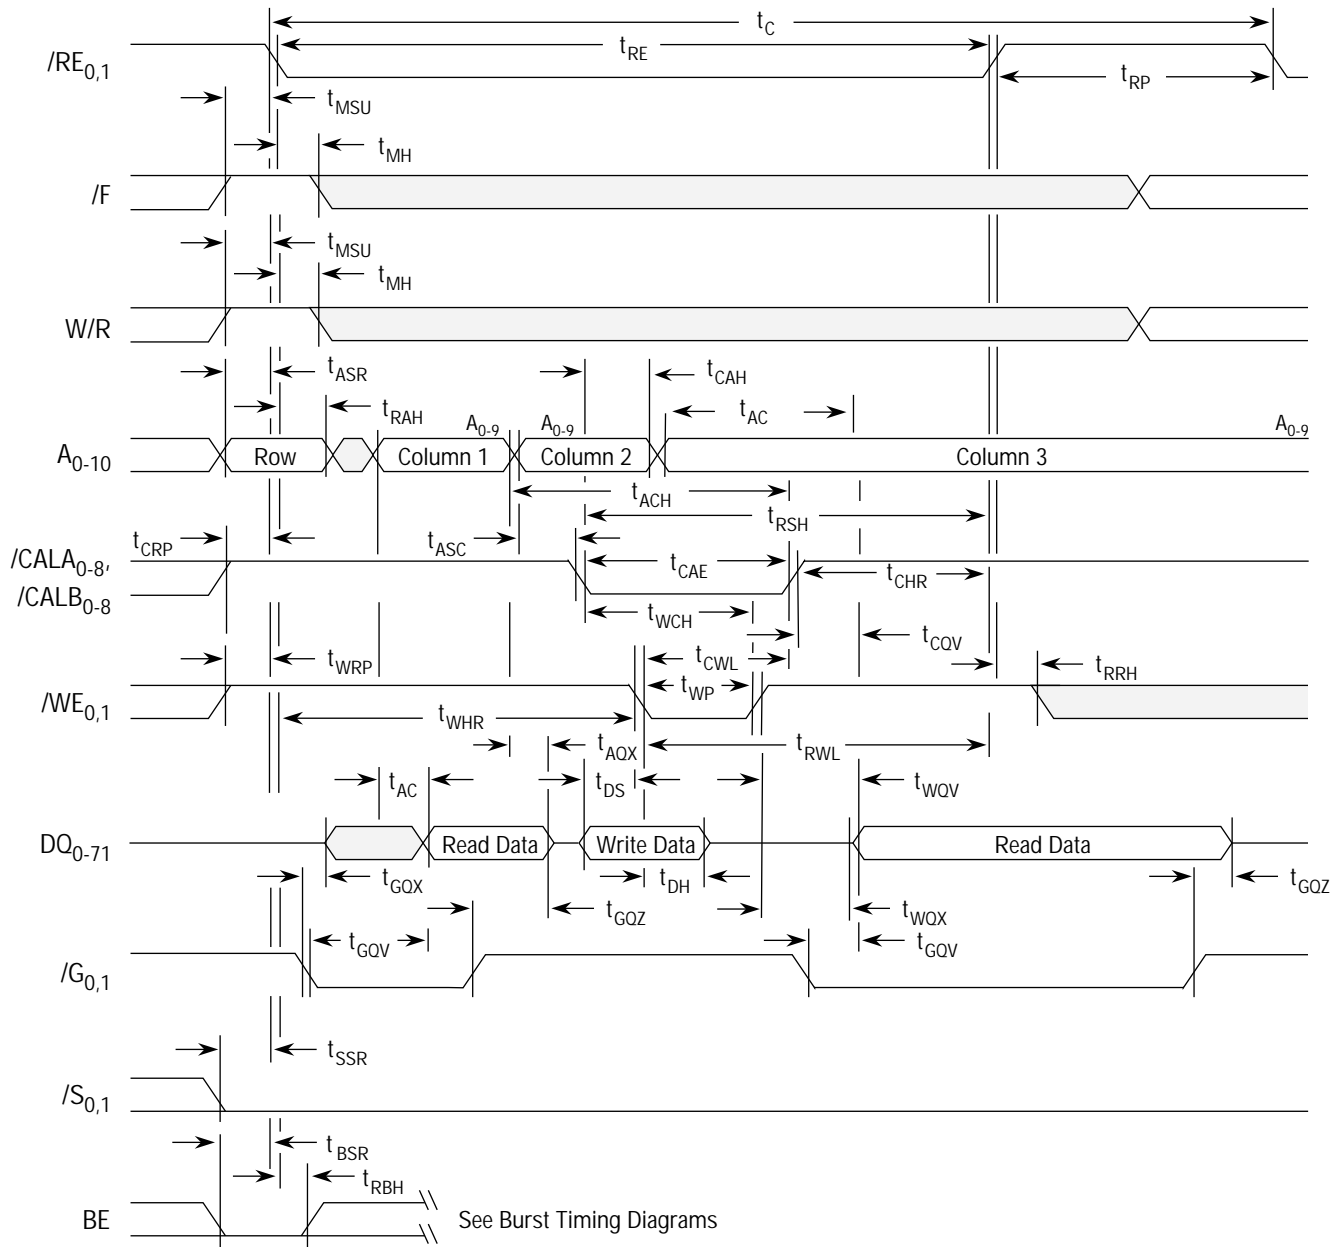 tC
/RE0,1
tRE
tRP
tMSU
tMH
/F
tMSU
tMH
W/R
tASR
tCAH
tRAH
tAC
A0-9
A0-9
A0-9
A0-10
Row
Column 1
Column 2
Column 3
tACH
tRSH
tCRP
tASC
/CALA0-8,
/CALB0-8
tCAE
tCHR
tWCH
tCQV
tWRP
tCWL
tRRH
/WE0,1
tWP
tWHR
tAQX
tRWL
tAC
tDS
tWQV
DQ0-71
Read Data
Write Data
Read Data
tGQX
tDH
tGQZ
tGQZ
tWQX
tGQV
tGQV
/G0,1
tSSR
/S0,1
tBSR
tRBH
BE
See Burst Timing Diagrams